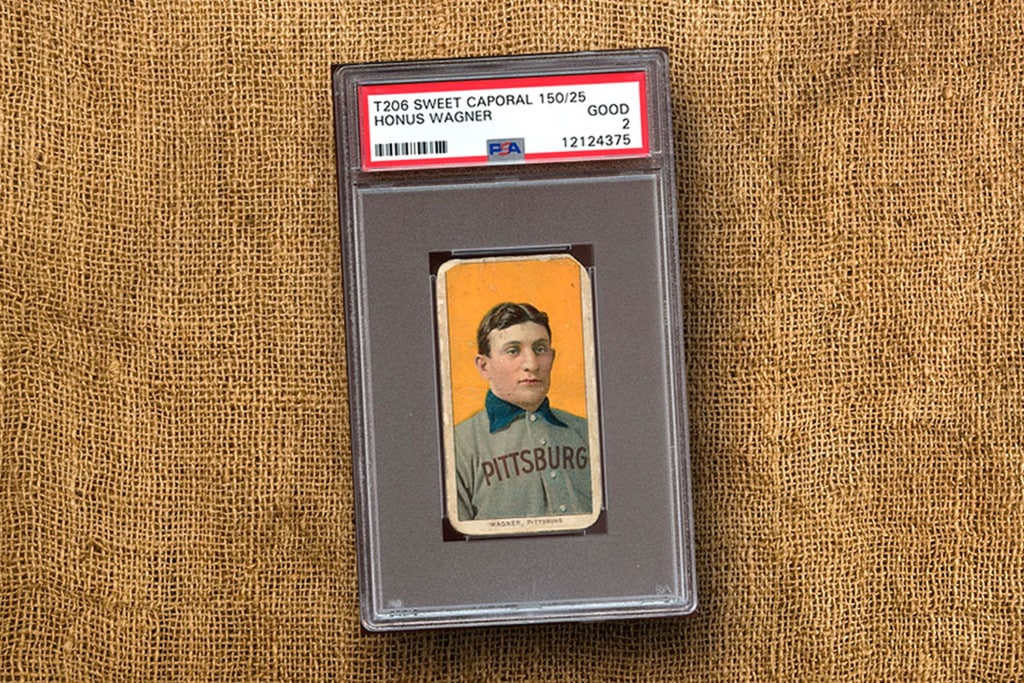 T206 SWEET CAPORAL 150/25
HONUS WAGNER
GOOD
2
PSA
12124375
PITTSBURG
WAGNER, PITTSBURG